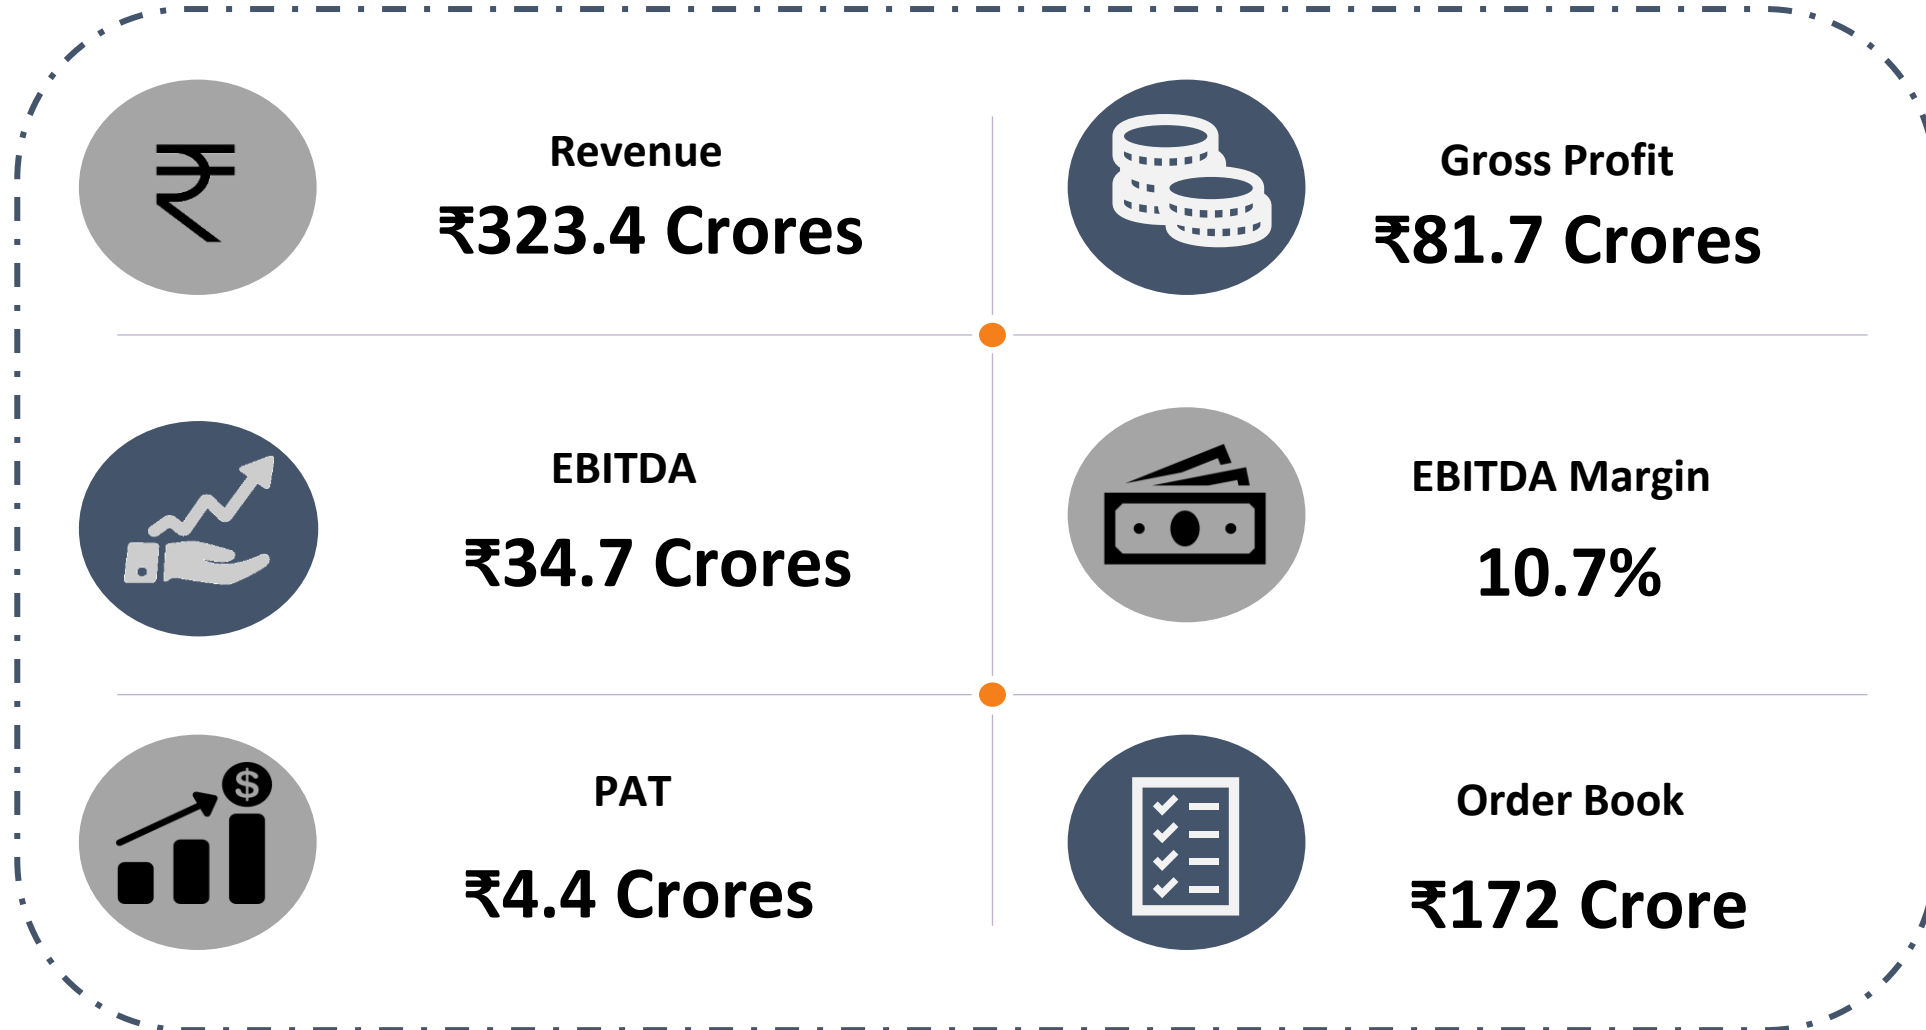 ₹
Revenue
₹323.4 Crores
Gross Profit
₹81.7 Crores
EBITDA
₹34.7 Crores
EBITDA Margin
10.7%
$
PAT
₹4.4 Crores
Order Book
₹172 Crore